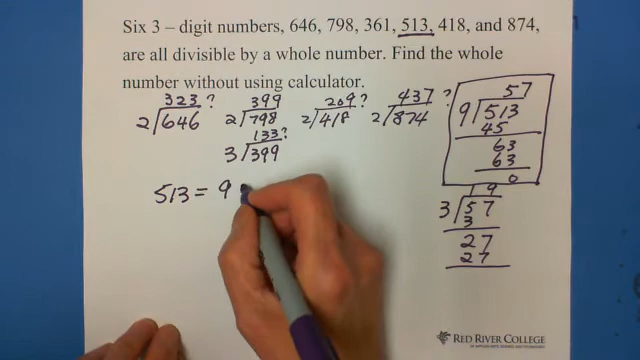 Six 3 – digit numbers, 646, 798, 361, 513, 418, and 874,
are all divisible by a whole number. Find the whole
number without using calculator.
323 ? 399 209 ? 437 ?
2 646 2 798 2 418 2 874
133 ?
3 399
57
9 513
45
63
63
0
513 = 9
19
3 57
3
27
27
RED RIVER COLLEGE